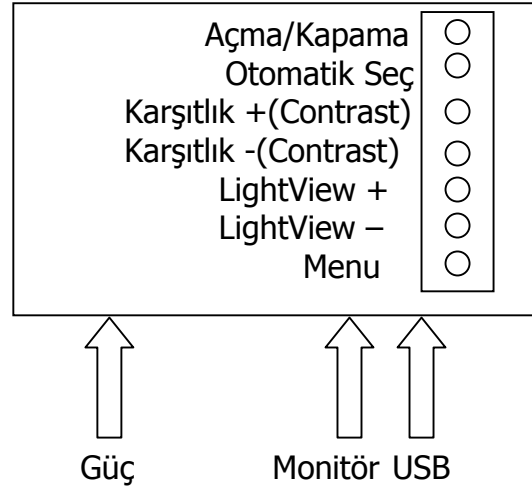 Açma/Kapama
Otomatik Seç
Karşıtlık +(Contrast)
Karşıtlık -(Contrast)
LightView +
LightView –
Menu
Güç Monitör USB